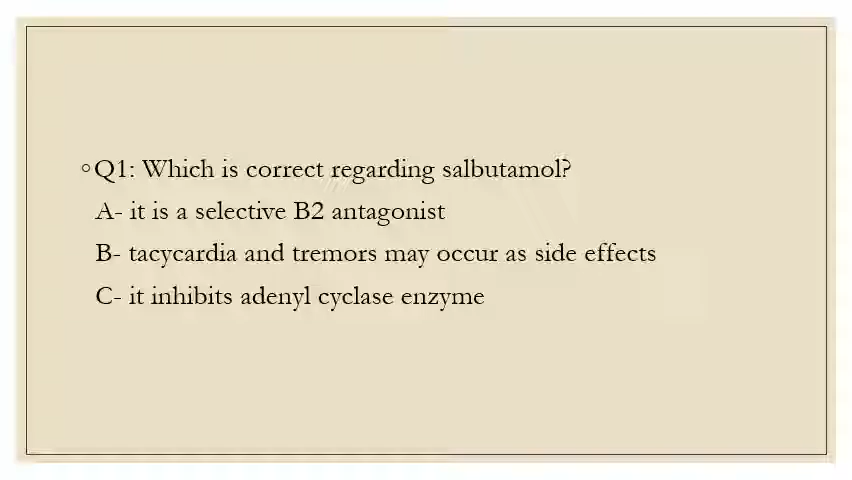 ◦Q1: Which is correct regarding salbutamol?
A- it is a selective B2 antagonist
B- tacycardia and tremors may occur as side effects
C- it inhibits adenyl cyclase enzyme